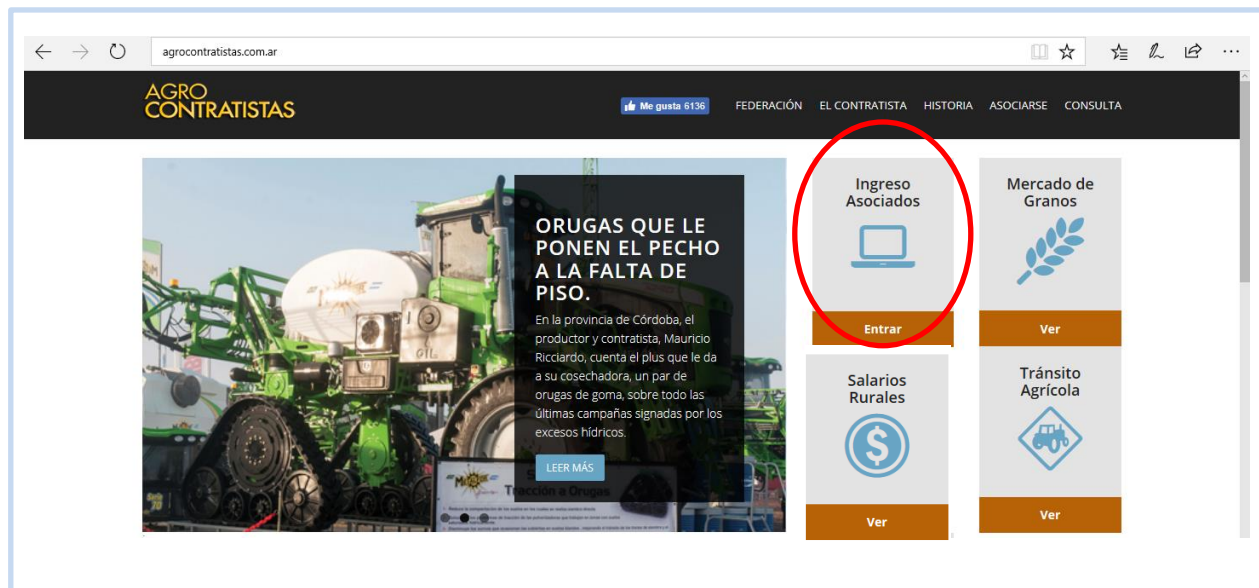 agrocontratistas.com.ar
AGRO
CONTRATISTAS
Me gusta 6136
FEDERACIÓN EL CONTRATISTA HISTORIA ASOCIARSE CONSULTA
ORUGAS QUE LE
PONEN EL PECHO
A LA FALTA DE
PISO.
En la provincia de Córdoba, el
productor y contratista, Mauricio
Ricciardo, cuenta el plus que le da
a su cosechadora, un par de
orugas de goma, sobre todo las
últimas campañas signadas por los
excesos hídricos.
LEER MÁS
Tracción a Orugas
Ingreso
Asociados
Entrar
Mercado de
Granos
Ver
Salarios
Rurales
Ver
Tránsito
Agrícola
Ver